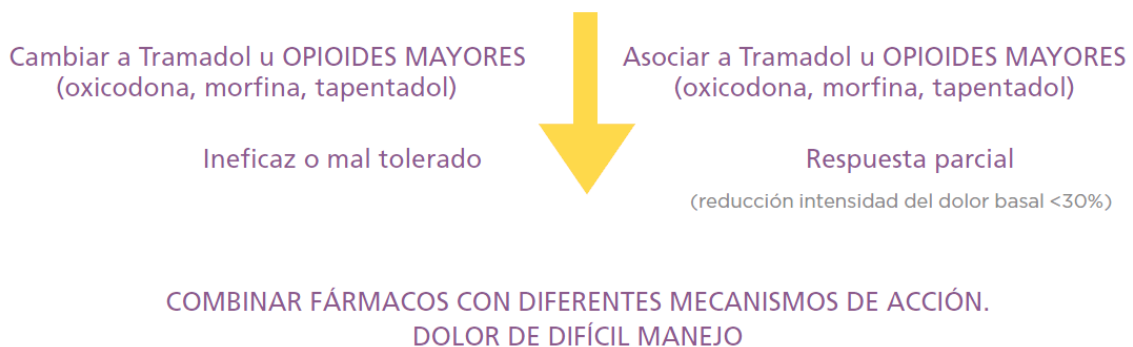 Cambiar a Tramadol u OPIOIDES MAYORES
(oxicodona, morfina, tapentadol)
Asociar a Tramadol u OPIOIDES MAYORES
(oxicodona, morfina, tapentadol)
Ineficaz o mal tolerado
Respuesta parcial
(reducción intensidad del dolor basal <30%)
COMBINAR FÁRMACOS CON DIFERENTES MECANISMOS DE ACCIÓN.
DOLOR DE DIFÍCIL MANEJO